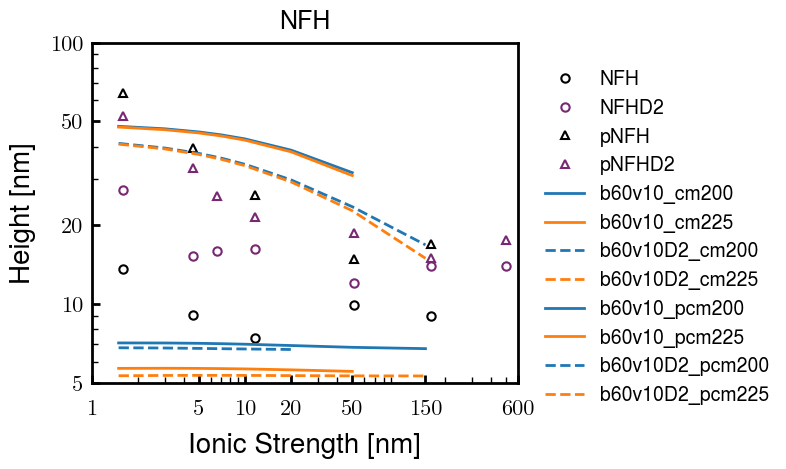 NFH
100
50
20
10
5
Height [nm]
1
5
10
20
50
150
600
Ionic Strength [nm]
NFH
NFHD2
pNFH
pNFHD2
b60v10_cm200
b60v10_cm225
b60v10D2_cm200
b60v10D2_cm225
b60v10_pcm200
b60v10_pcm225
b60v10D2_pcm200
b60v10D2_pcm225